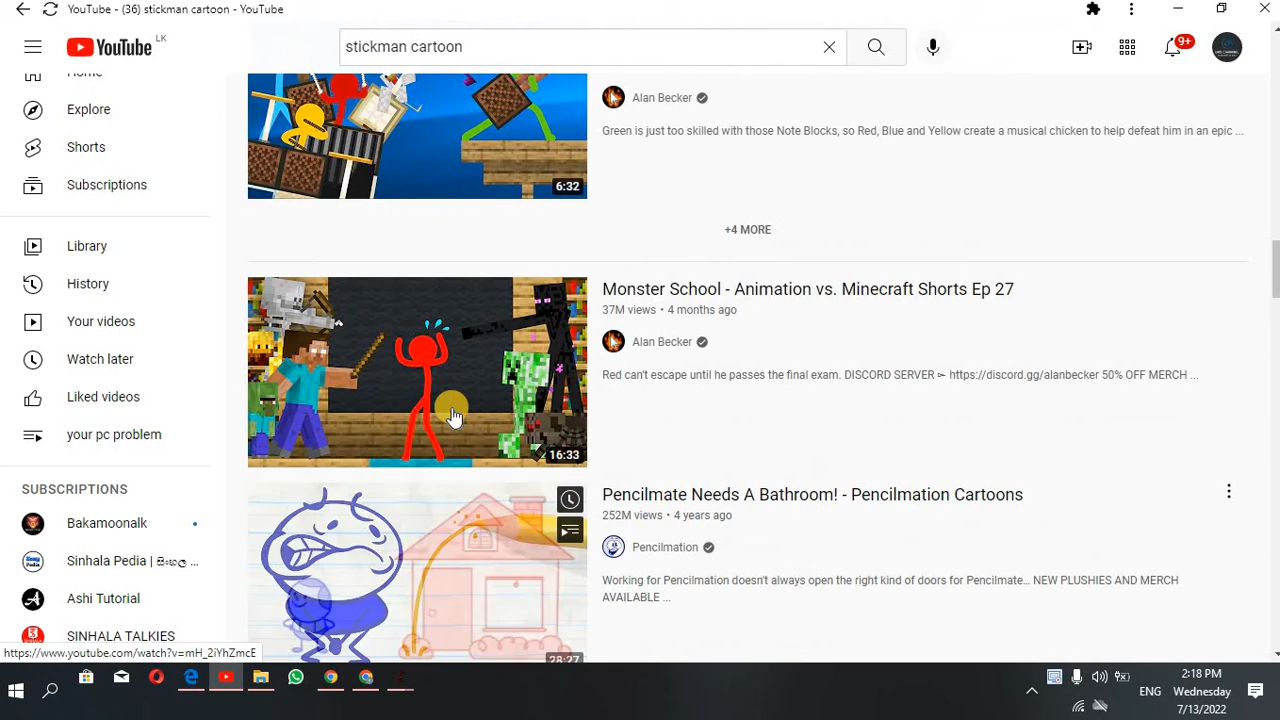 YouTube - (36) stickman cartoon - YouTube
YouTube LK
stickman cartoon
9+
Home
Explore
Shorts
Subscriptions
Library
History
Your videos
Watch later
Liked videos
your pc problem
SUBSCRIPTIONS
Bakamoonalk
Sinhala Pedia | සිංහල ...
Ashi Tutorial
SINHALA TALKIES
Alan Becker
Green is just too skilled with those Note Blocks, so Red, Blue and Yellow create a musical chicken to help defeat him in an epic ...
6:32
+4 MORE
Monster School - Animation vs. Minecraft Shorts Ep 27
37M views • 4 months ago
Alan Becker
Red can't escape until he passes the final exam. DISCORD SERVER ► https://discord.gg/alanbecker 50% OFF MERCH ...
16:33
Pencilmate Needs A Bathroom! - Pencilmation Cartoons
252M views • 4 years ago
Pencilmation
Working for Pencilmation doesn't always open the right kind of doors for Pencilmate... NEW PLUSHIES AND MERCH
AVAILABLE ...
28:27
https://www.youtube.com/watch?v=mH_2iYhZmcE
2:18 PM
ENG
Wednesday
7/13/2022